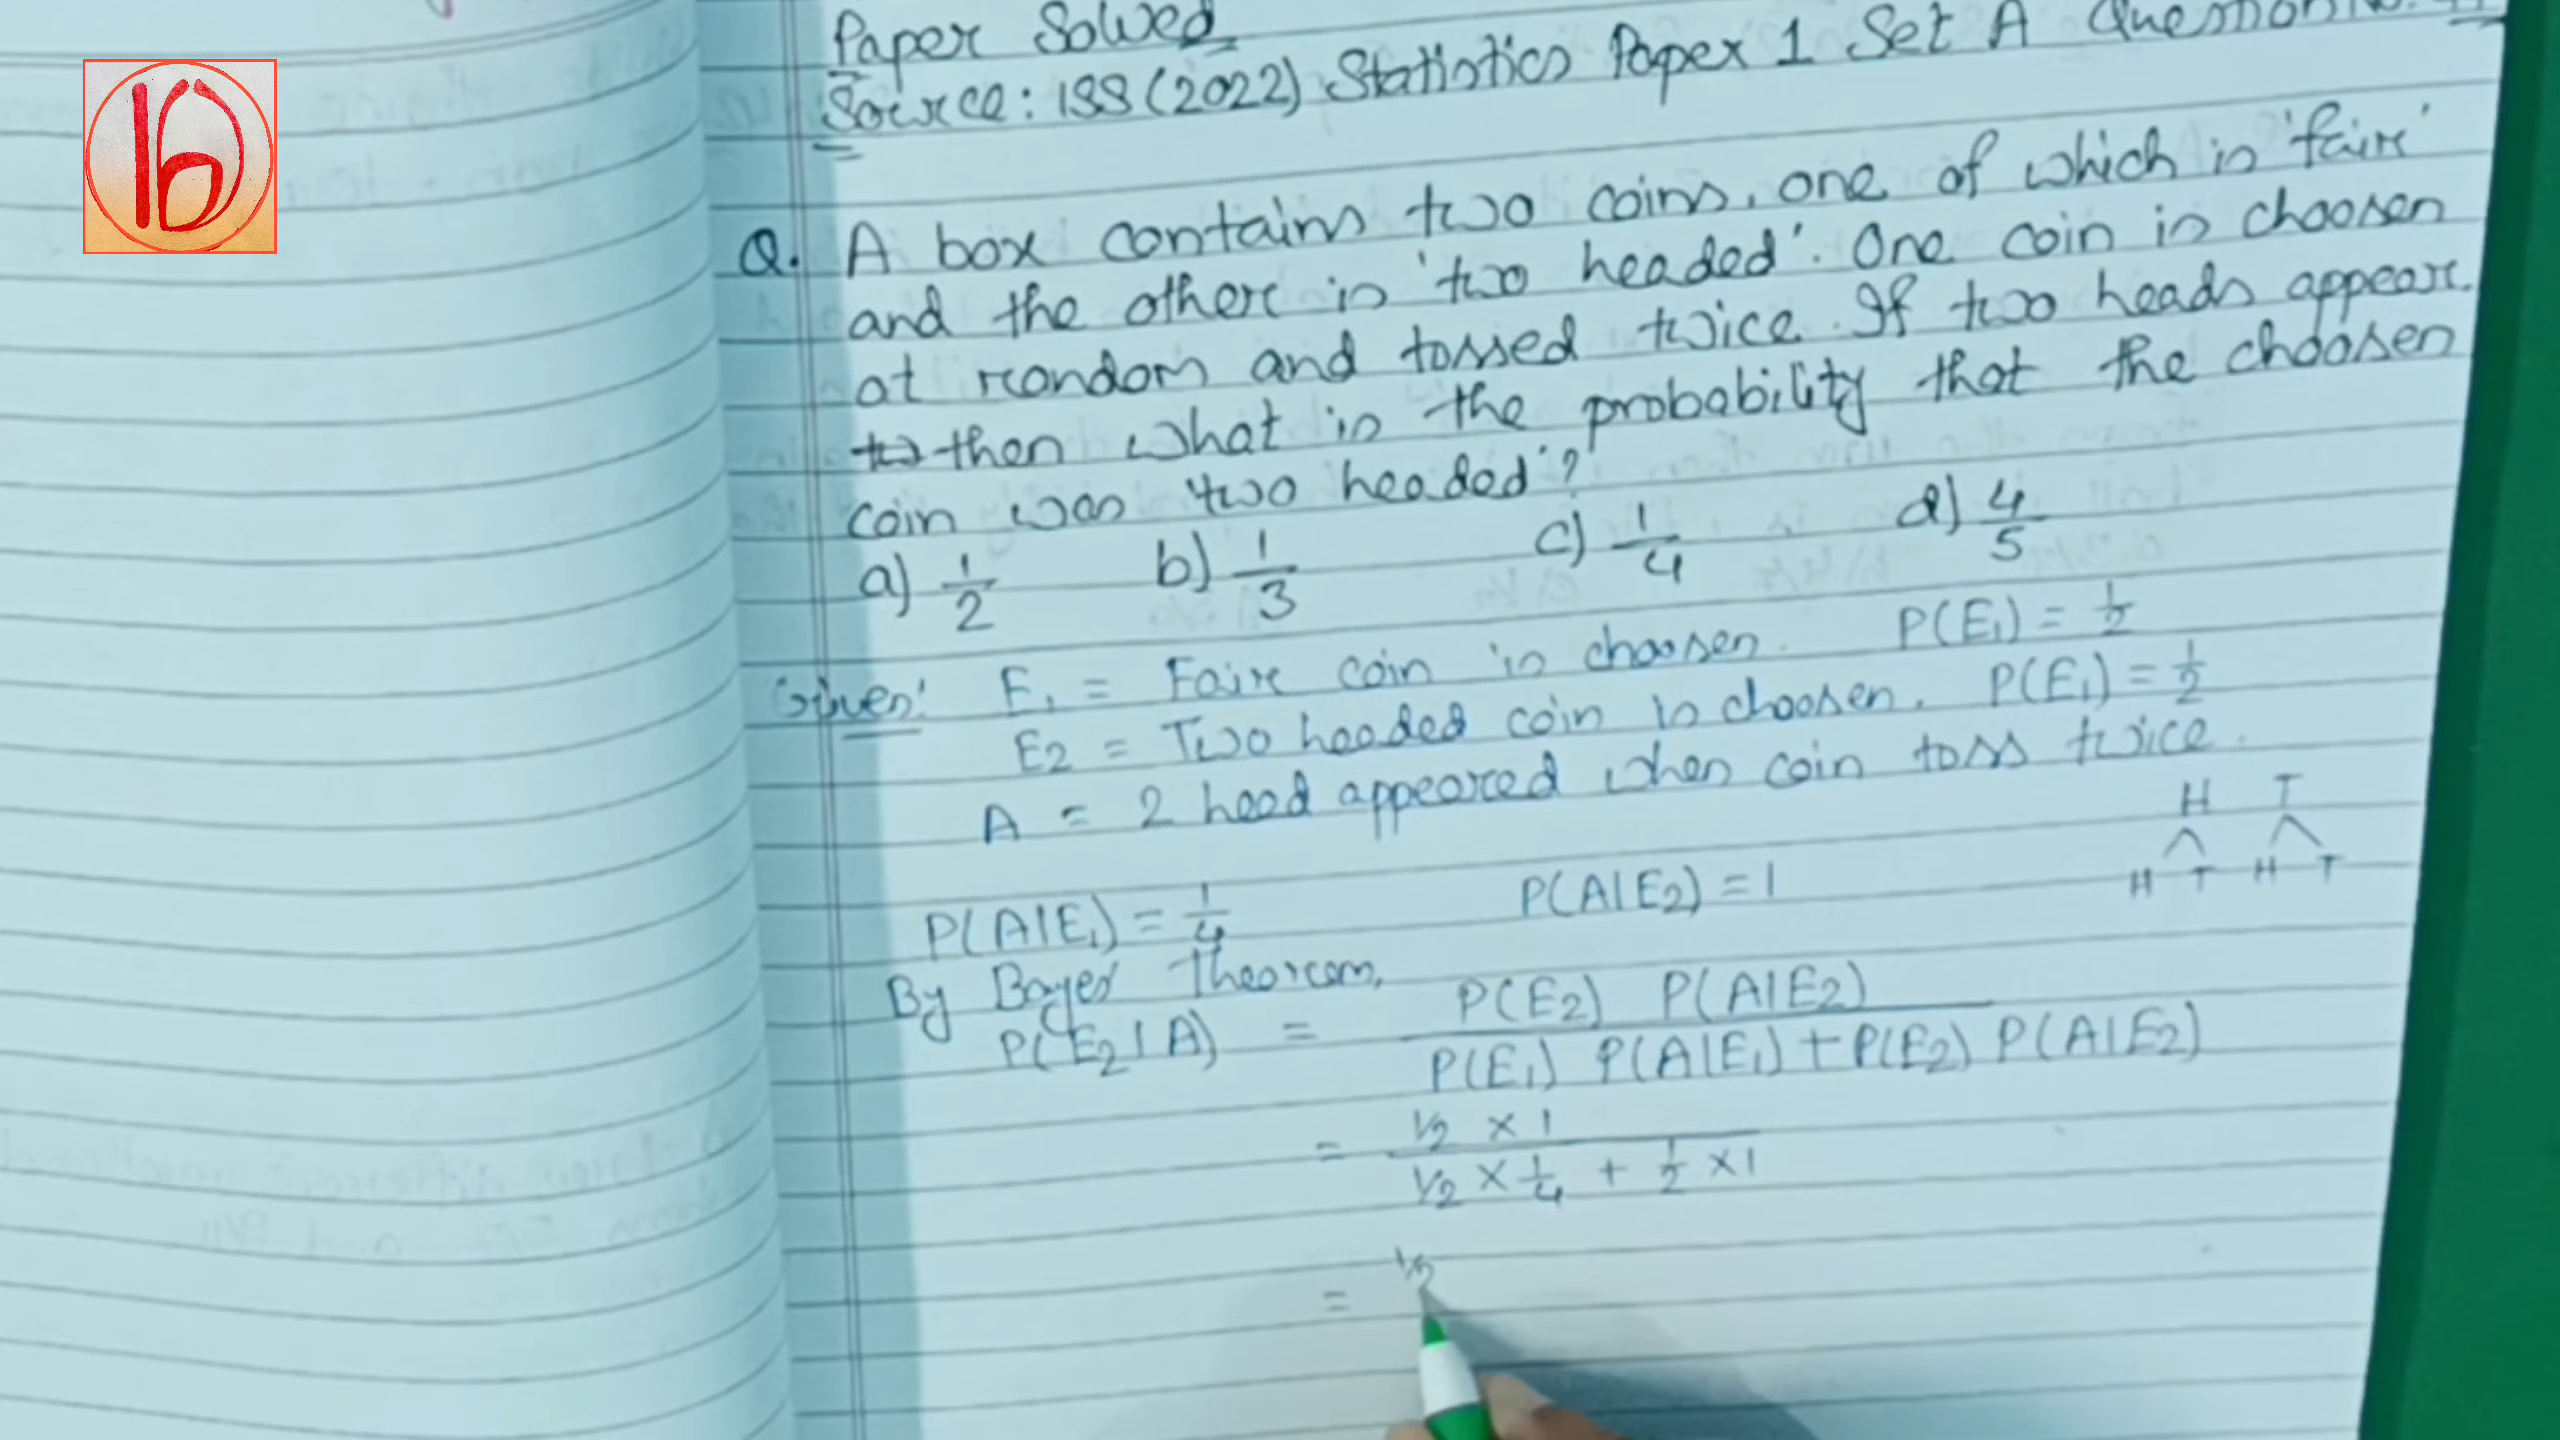 Paper Solved
Source: ISS (2022) Statistics Paper 1 Set A Question No.
Q. A box contains two coins, one of which is 'fair'
and the other is 'two headed'. One coin is choosen
at random and tossed twice. If two heads appear
then what is the probability that the choosen
coin was 'two headed'?
a) 1/2 b) 1/3 c) 1/4 d) 4/5
Given: E1 = Fair coin is choosen. P(E1) = 1/2
E2 = Two headed coin is choosen. P(E1) = 1/2
A = 2 head appeared when coin toss twice.
H T
H T H T
P(A|E1) = 1/4 P(A|E2) = 1
By Bayes Theorem,
P(E2|A) = P(E2) P(A|E2) / P(E1) P(A|E1) + P(E2) P(A|E2)
= 1/2 × 1 / 1/2 × 1/4 + 1/2 × 1
= 1/2